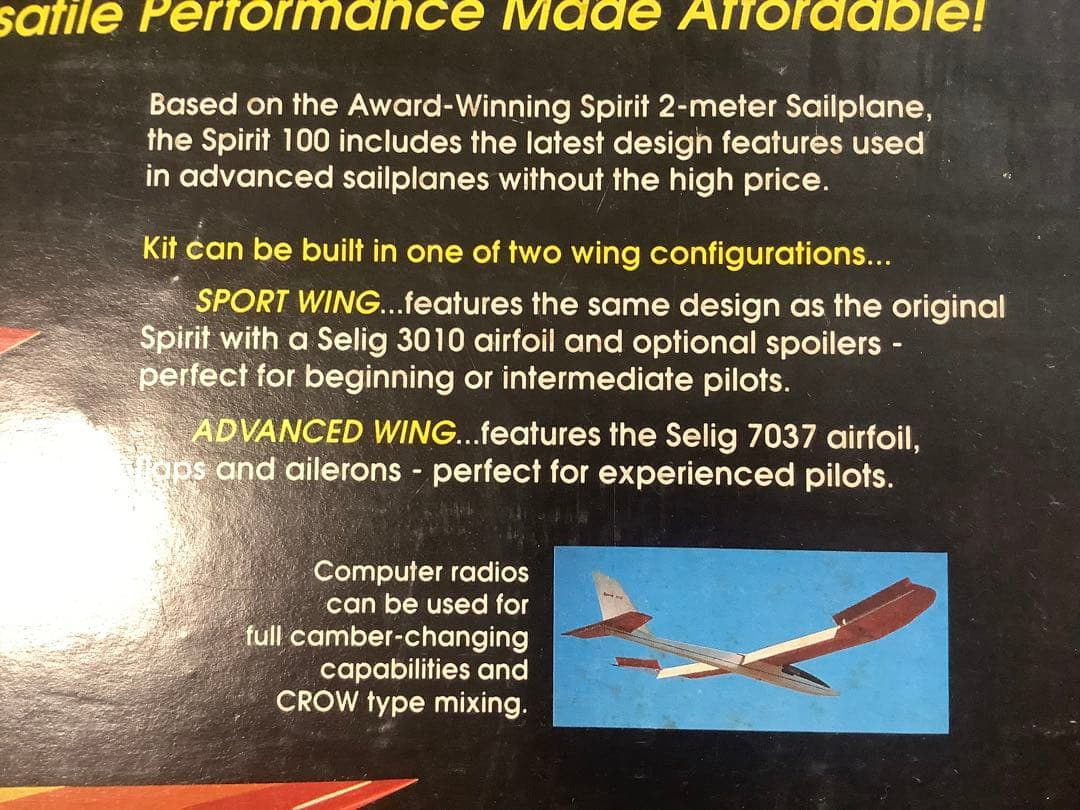 Performance Made Affordable!
Based on the Award-Winning Spirit 2-meter Sailplane,
the Spirit 100 includes the latest design features used
in advanced sailplanes without the high price.
Kit can be built in one of two wing configurations...
SPORT WING...features the same design as the original
Spirit with a Selig 3010 airfoil and optional spoilers -
perfect for beginning or intermediate pilots.
ADVANCED WING...features the Selig 7037 airfoil,
flaps and ailerons - perfect for experienced pilots.
Computer radios
can be used for
full camber-changing
capabilities and
CROW type mixing.